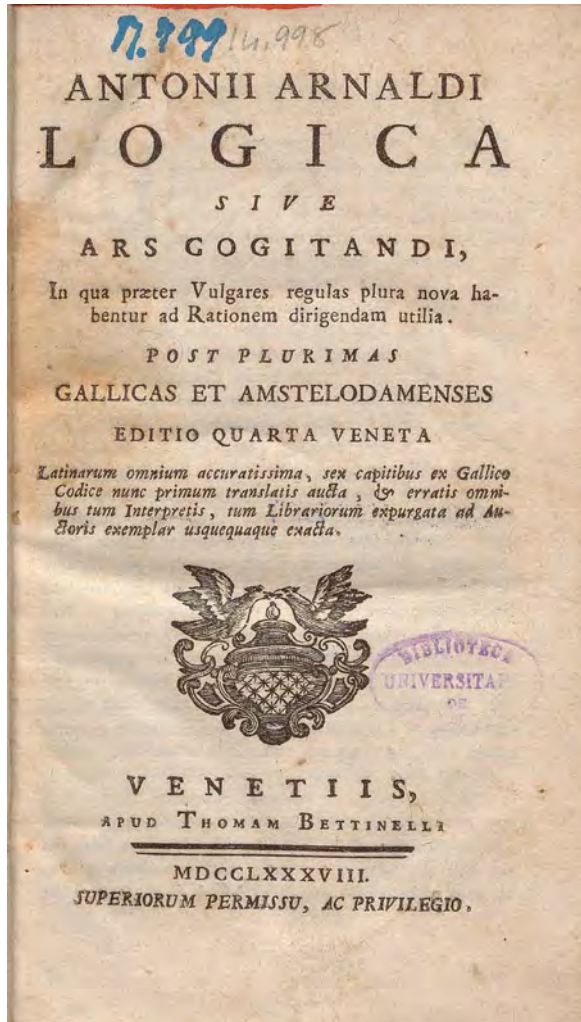 14.998
ANTONII ARNALDI
LOGICA
SIVE
ARS COGITANDI,
In qua præter Vulgares regulas plura nova ha-
bentur ad Rationem dirigendam utilia.
POST PLURIMAS
GALLICAS ET AMSTELODAMENSES
EDITIO QUARTA VENETA
Latinarum omnium accuratissima, sex capitibus ex Gallico
Codice nunc primum translatis aucta, & erratis omni-
bus tum Interpretis, tum Librariorum expurgata ad Au-
ctoris exemplar usquequaque exacta.
BIBLIOTECA
UNIVERSITA
DE
VENETIIS,
APUD THOMAM BETTINELLI
MDCCLXXXVIII.
SUPERIORUM PERMISSU, AC PRIVILEGIO.